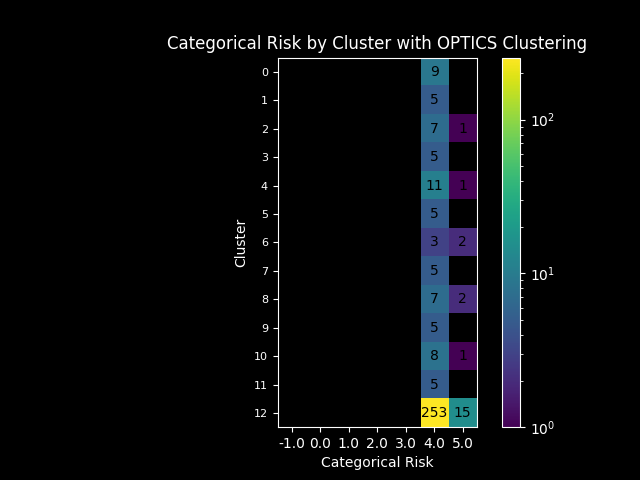 Categorical Risk by Cluster with OPTICS Clustering
0 9
1 5
2 7 1
3 5
4 11 1
5 5
6 3 2
7 5
8 7 2
9 5
10 8 1
11 5
12 253 15
-1.0 0.0 1.0 2.0 3.0 4.0 5.0
Categorical Risk
Cluster
10²
10¹
10⁰